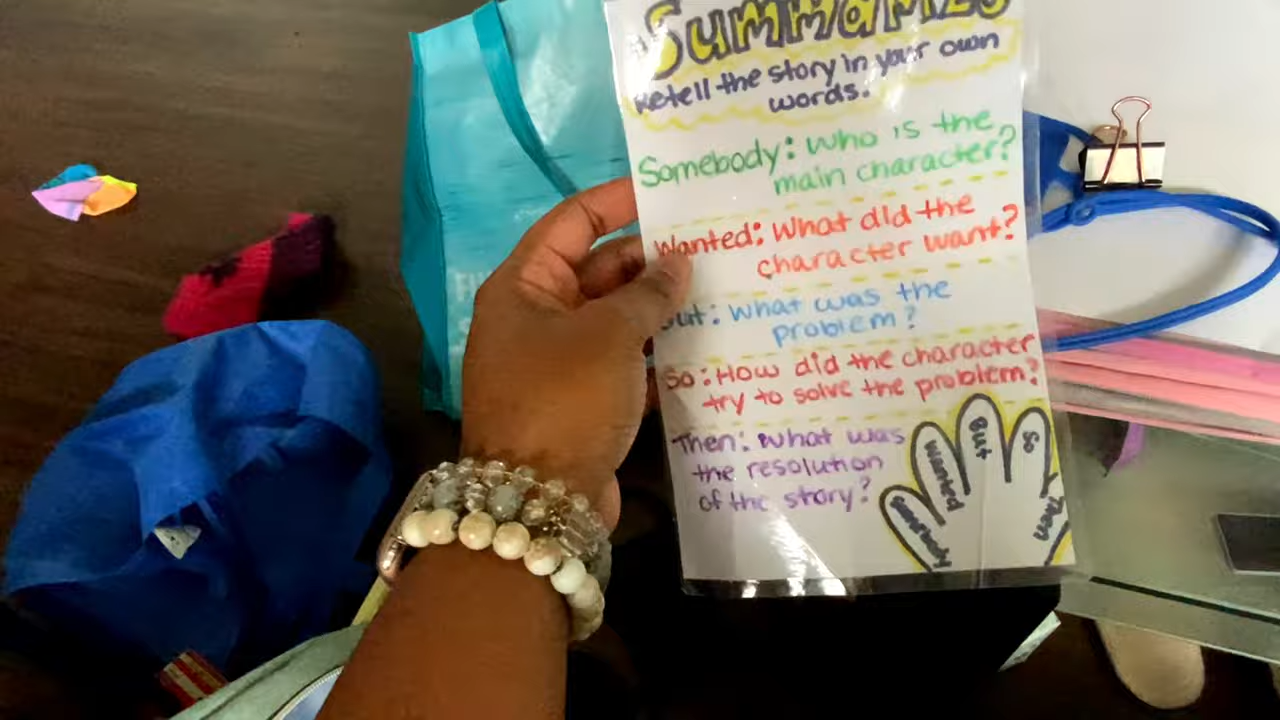 Summarize
Retell the story in your own
words.
Somebody: Who is the
main character?
Wanted: What did the
character want?
But: What was the
problem?
So: How did the character
try to solve the problem?
Then: What was
the resolution
of the story?
Somebody
Wanted
But
So
Then